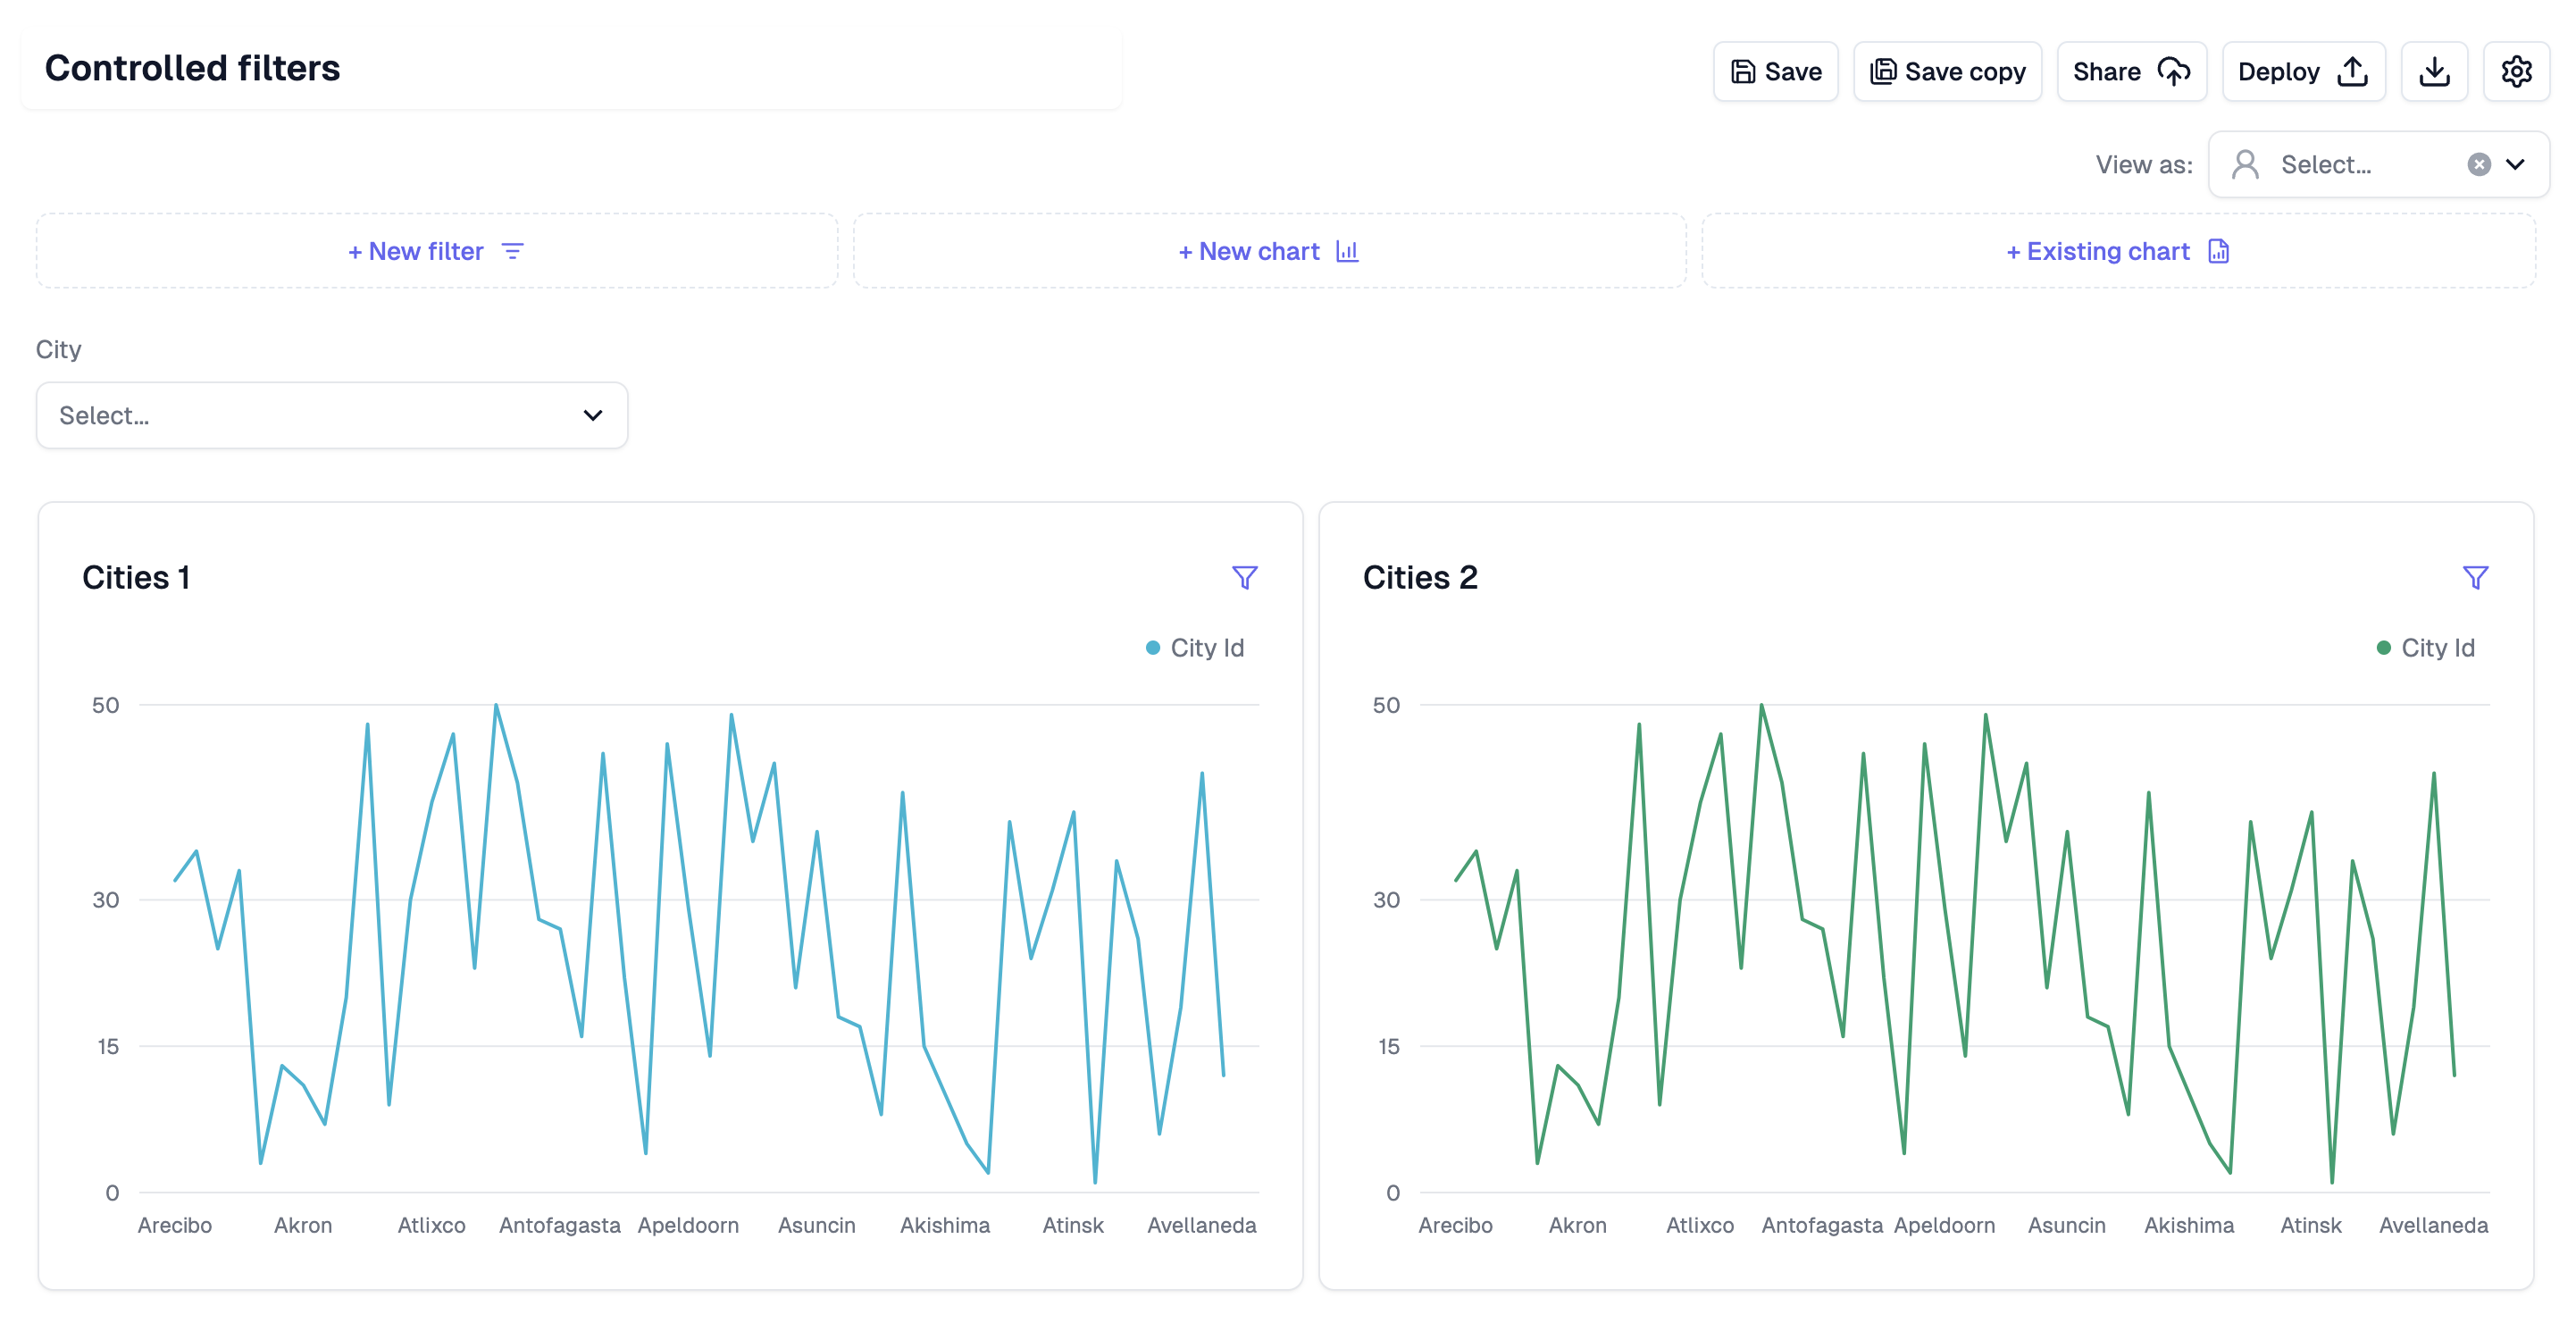 Controlled filters
Save
Save copy
Share
Deploy
View as:
Select...
+ New filter
+ New chart
+ Existing chart
City
Select...
Cities 1
City Id
50
30
15
0
Arecibo Akron Atlixco Antofagasta Apeldoorn Asuncin Akishima Atinsk Avellaneda
Cities 2
City Id
50
30
15
0
Arecibo Akron Atlixco Antofagasta Apeldoorn Asuncin Akishima Atinsk Avellaneda